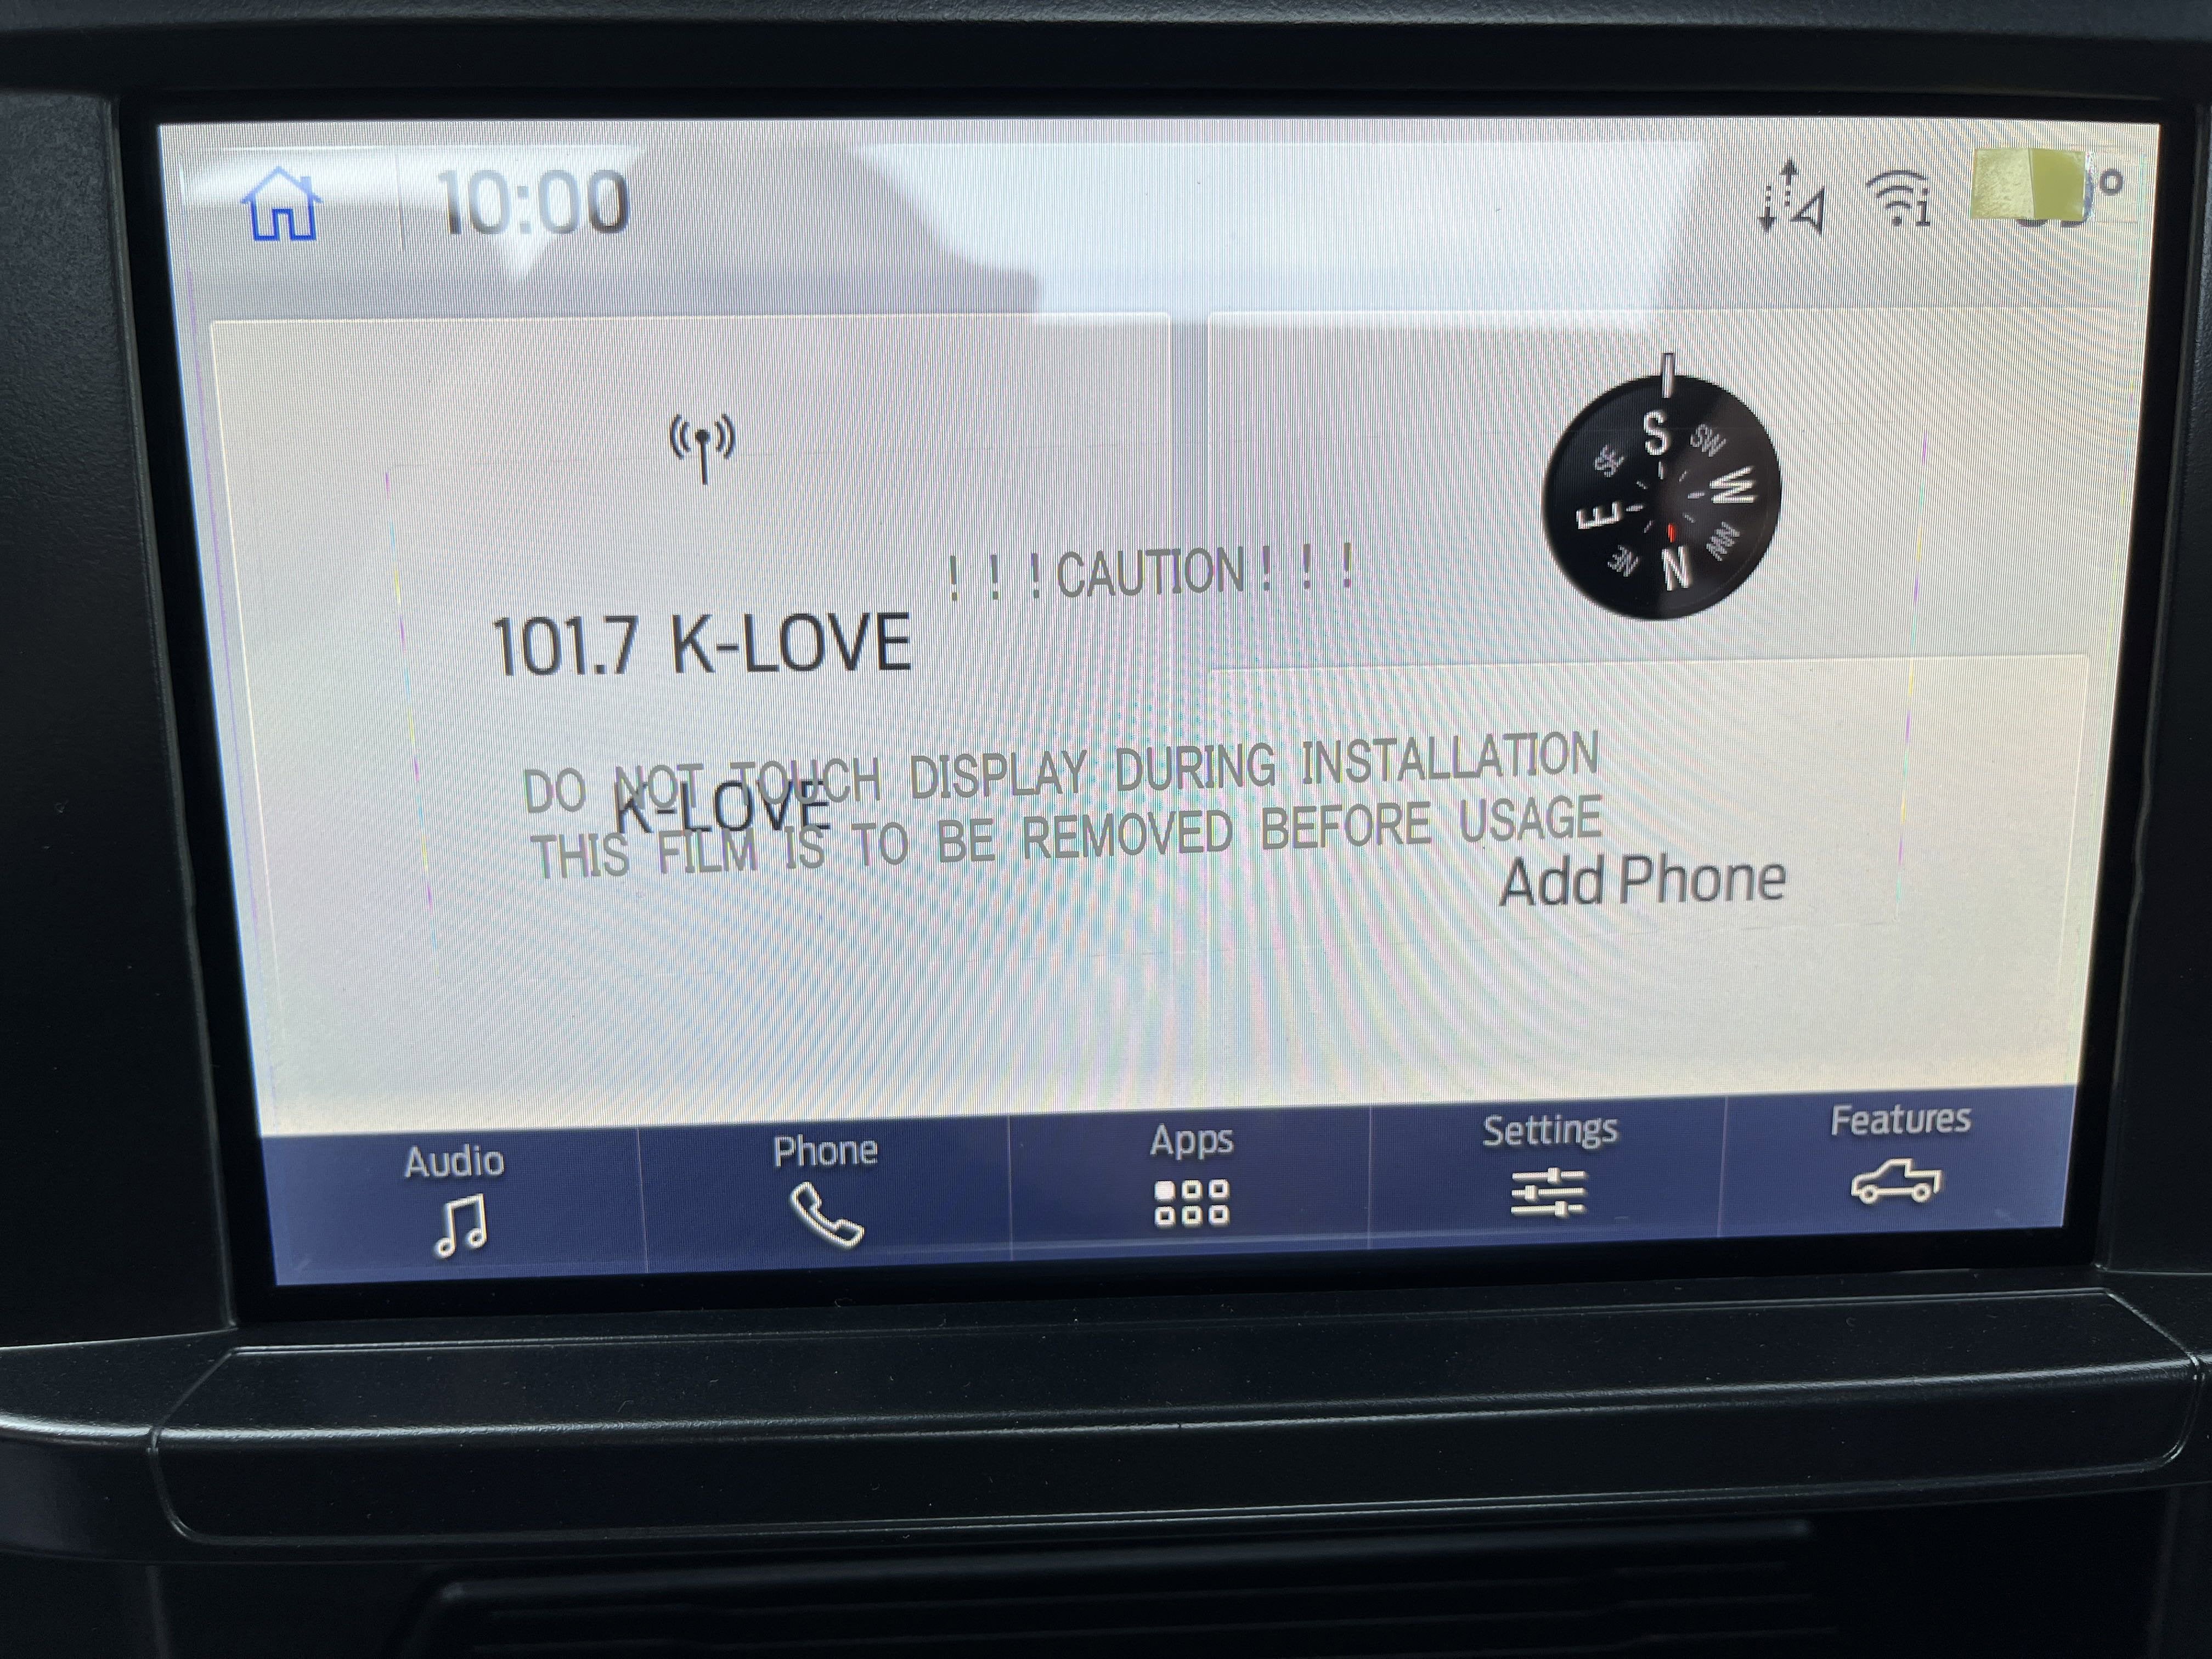 10:00
°
S
SE
SW
E
W
NE
NW
N
! ! ! CAUTION ! ! !
101.7 K-LOVE
DO NOT TOUCH DISPLAY DURING INSTALLATION
K-LOVE
THIS FILM IS TO BE REMOVED BEFORE USAGE
Add Phone
Audio
Phone
Apps
Settings
Features